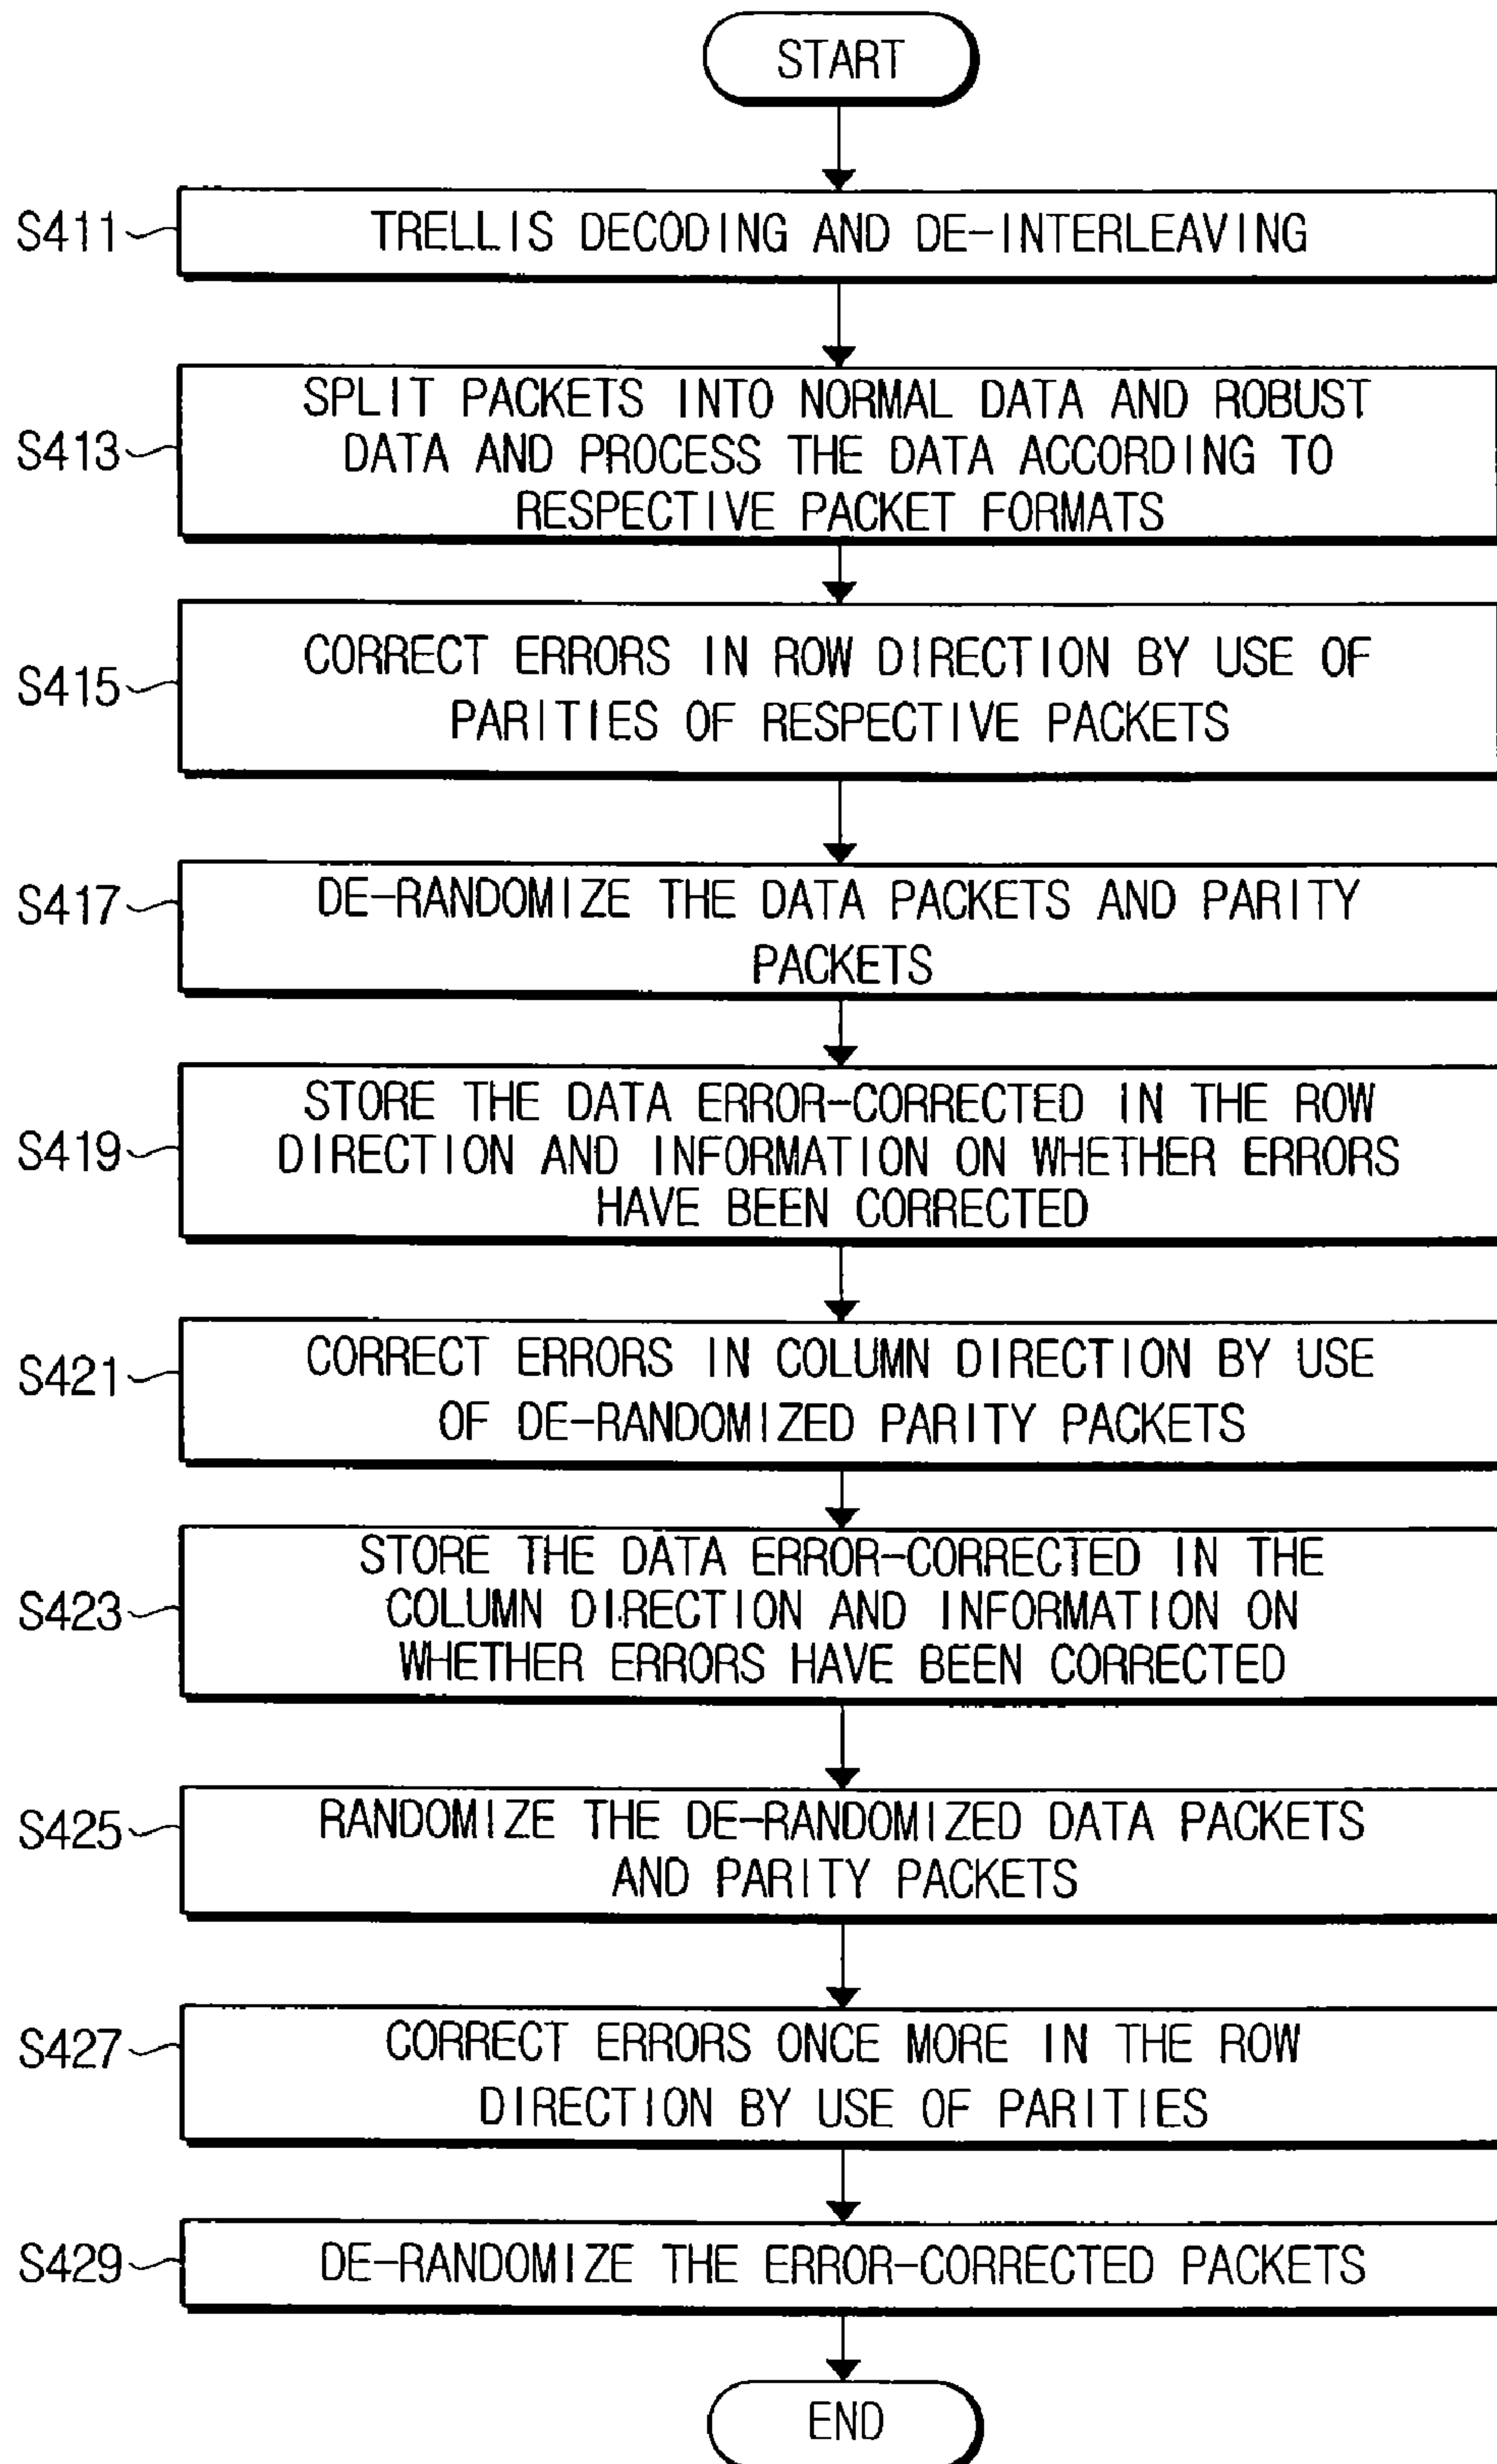 START
S411
TRELLIS DECODING AND DE-INTERLEAVING
S413
SPLIT PACKETS INTO NORMAL DATA AND ROBUST
DATA AND PROCESS THE DATA ACCORDING TO
RESPECTIVE PACKET FORMATS
S415
CORRECT ERRORS IN ROW DIRECTION BY USE OF
PARITIES OF RESPECTIVE PACKETS
S417
DE-RANDOMIZE THE DATA PACKETS AND PARITY
PACKETS
S419
STORE THE DATA ERROR-CORRECTED IN THE ROW
DIRECTION AND INFORMATION ON WHETHER ERRORS
HAVE BEEN CORRECTED
S421
CORRECT ERRORS IN COLUMN DIRECTION BY USE
OF DE-RANDOMIZED PARITY PACKETS
S423
STORE THE DATA ERROR-CORRECTED IN THE
COLUMN DIRECTION AND INFORMATION ON
WHETHER ERRORS HAVE BEEN CORRECTED
S425
RANDOMIZE THE DE-RANDOMIZED DATA PACKETS
AND PARITY PACKETS
S427
CORRECT ERRORS ONCE MORE IN THE ROW
DIRECTION BY USE OF PARITIES
S429
DE-RANDOMIZE THE ERROR-CORRECTED PACKETS
END